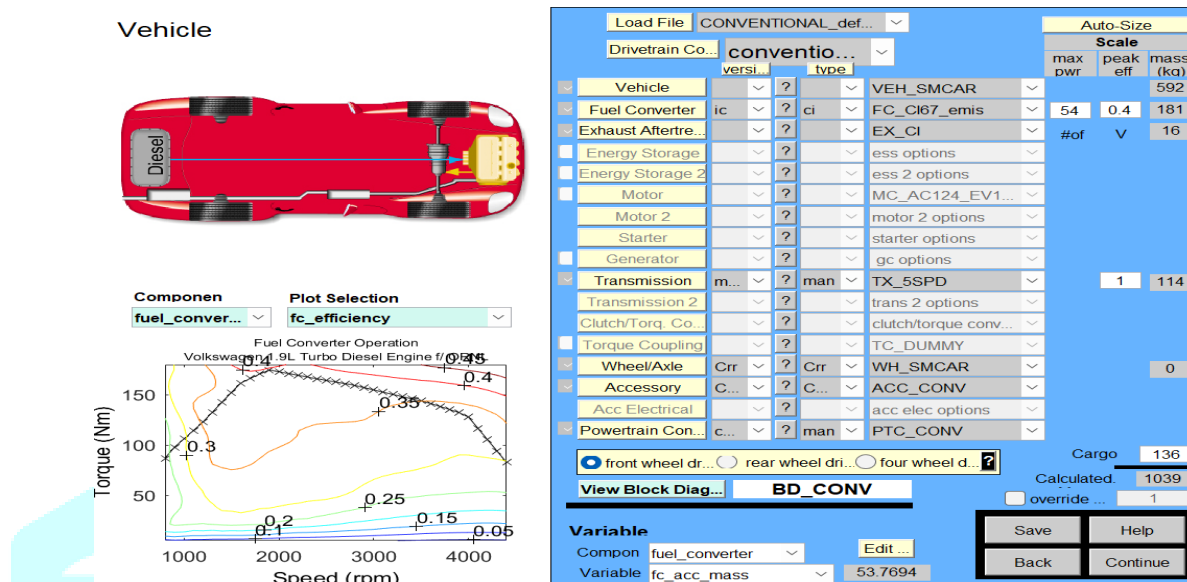 Vehicle
Diesel
Componen Plot Selection
fuel_conver... fc_efficiency
Fuel Converter Operation
Volkswagen 1.9L Turbo Diesel Engine f/
0.4 0.45
0.4
0.35
0.3
0.25
0.2
0.15
0.1
0.05
150
100
50
Torque (Nm)
1000 2000 3000 4000
Speed (rpm)
Load File CONVENTIONAL_def...
Auto-Size
Drivetrain Co... conventio...
Scale
versi... type max pwr peak eff mass (kg)
Vehicle ? VEH_SMCAR 592
Fuel Converter ic ? ci FC_CI67_emis 54 0.4 181
Exhaust Aftertre... ? EX_CI #of V 16
Energy Storage ? ess options
Energy Storage 2 ? ess 2 options
Motor ? MC_AC124_EV1...
Motor 2 ? motor 2 options
Starter ? starter options
Generator ? gc options
Transmission m... ? man TX_5SPD 1 114
Transmission 2 ? trans 2 options
Clutch/Torq. Co... ? clutch/torque conv...
Torque Coupling ? TC_DUMMY
Wheel/Axle Crr ? Crr WH_SMCAR 0
Accessory C... ? C... ACC_CONV
Acc Electrical ? acc elec options
Powertrain Con... c... ? man PTC_CONV
front wheel dr... rear wheel dri... four wheel d... ?
Cargo 136
Calculated. 1039
View Block Diag... BD_CONV
override ... 1
Variable
Compon fuel_converter Edit ...
Variable fc_acc_mass 53.7694
Save Help
Back Continue